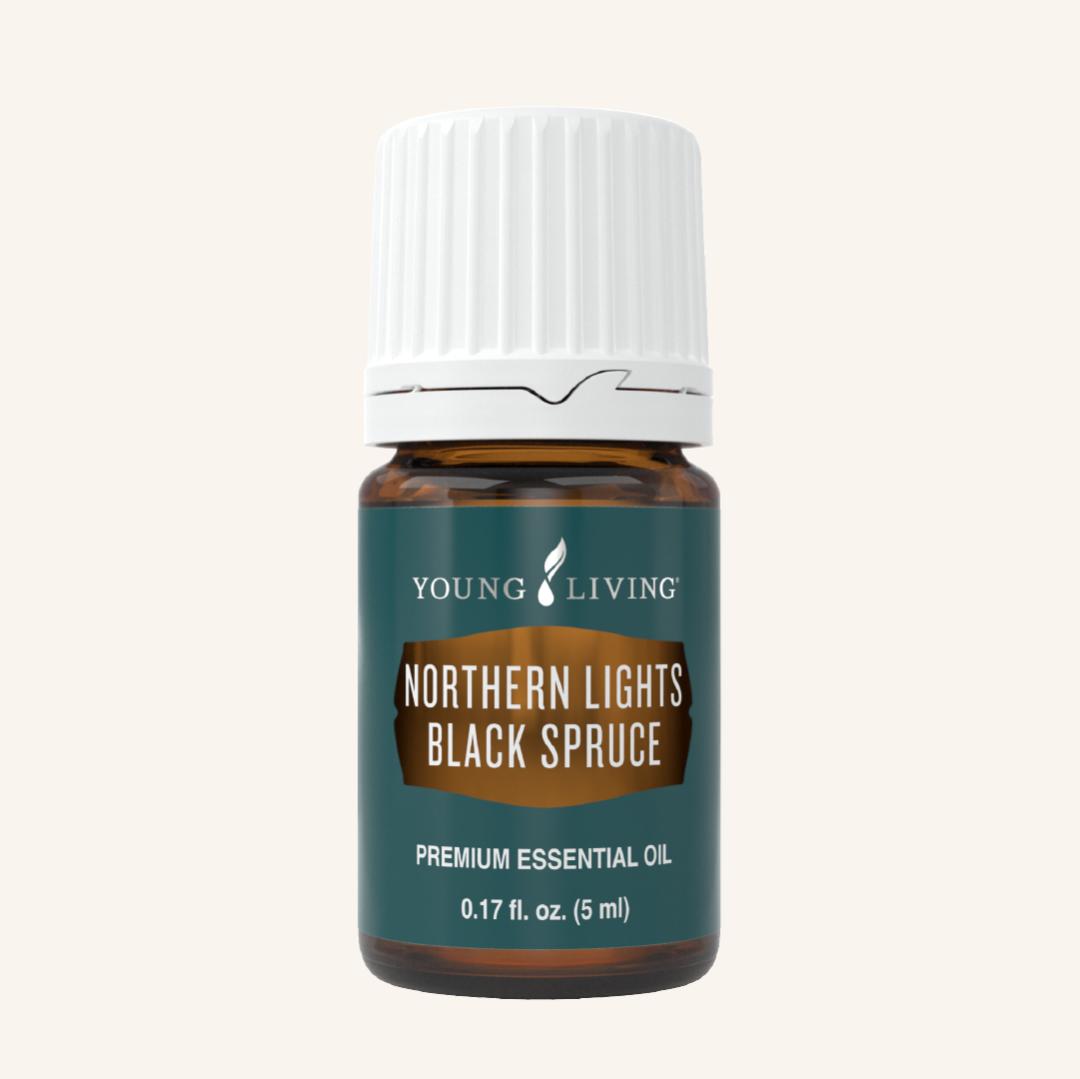 YOUNG LIVING®
NORTHERN LIGHTS
BLACK SPRUCE
PREMIUM ESSENTIAL OIL
0.17 fl. oz. (5 ml)